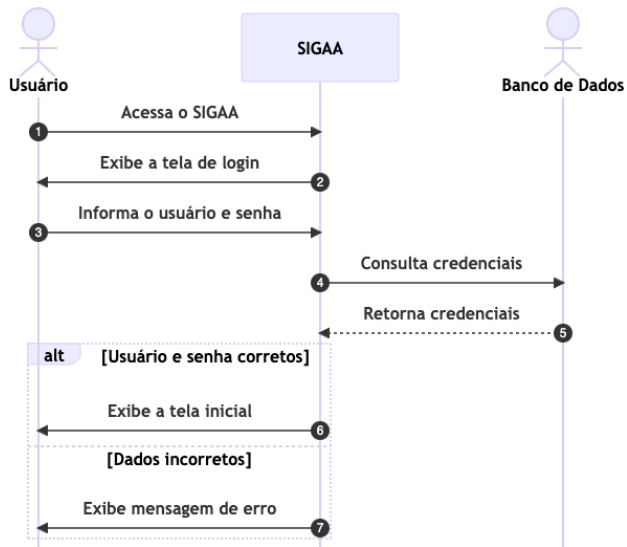 SIGAA
Usuário
Banco de Dados
Acessa o SIGAA
1
Exibe a tela de login
2
Informa o usuário e senha
3
Consulta credenciais
4
Retorna credenciais
5
alt [Usuário e senha corretos]
Exibe a tela inicial
6
[Dados incorretos]
Exibe mensagem de erro
7